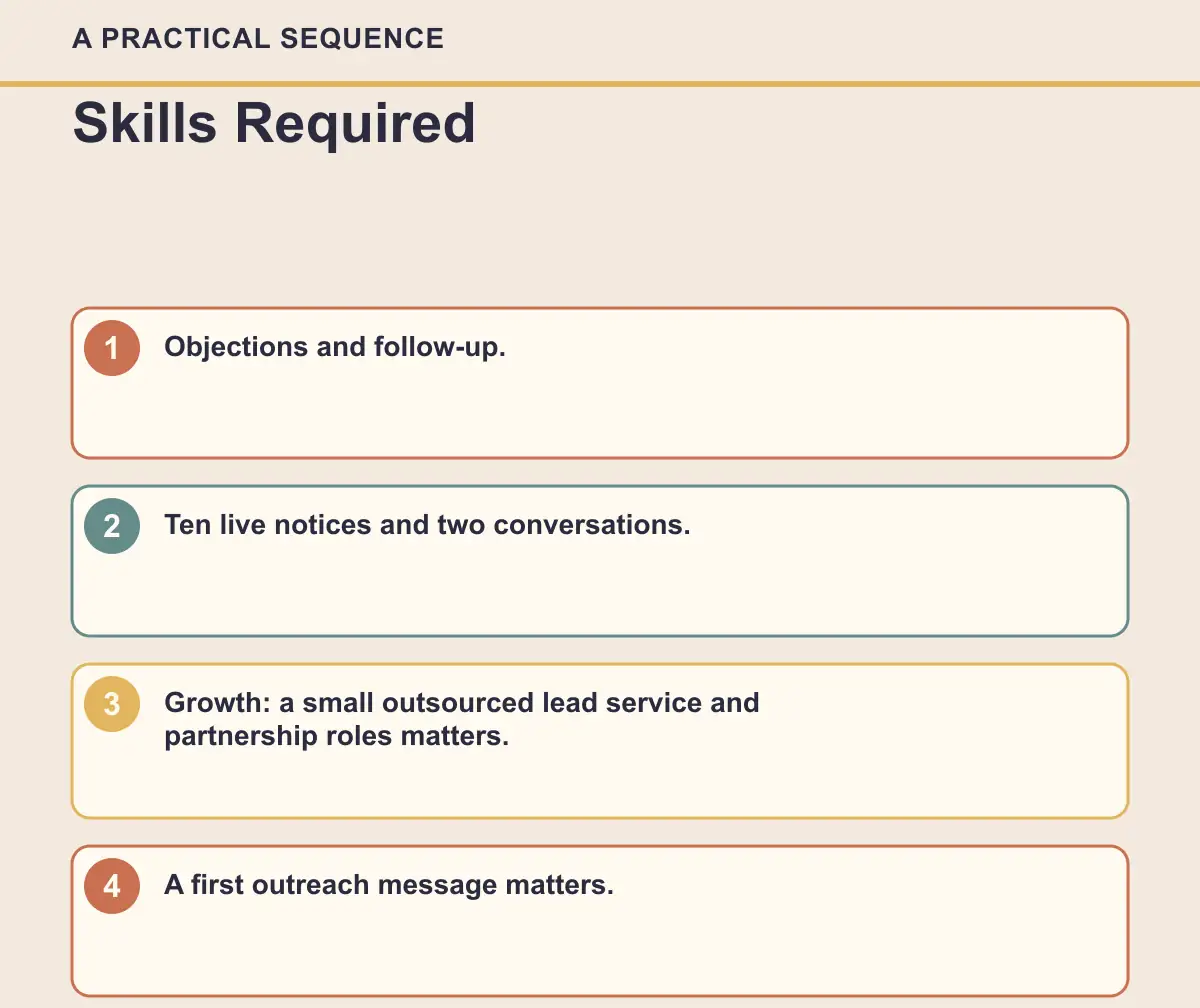 A PRACTICAL SEQUENCE
Skills Required
1
Objections and follow-up.
2
Ten live notices and two conversations.
3
Growth: a small outsourced lead service and
partnership roles matters.
4
A first outreach message matters.